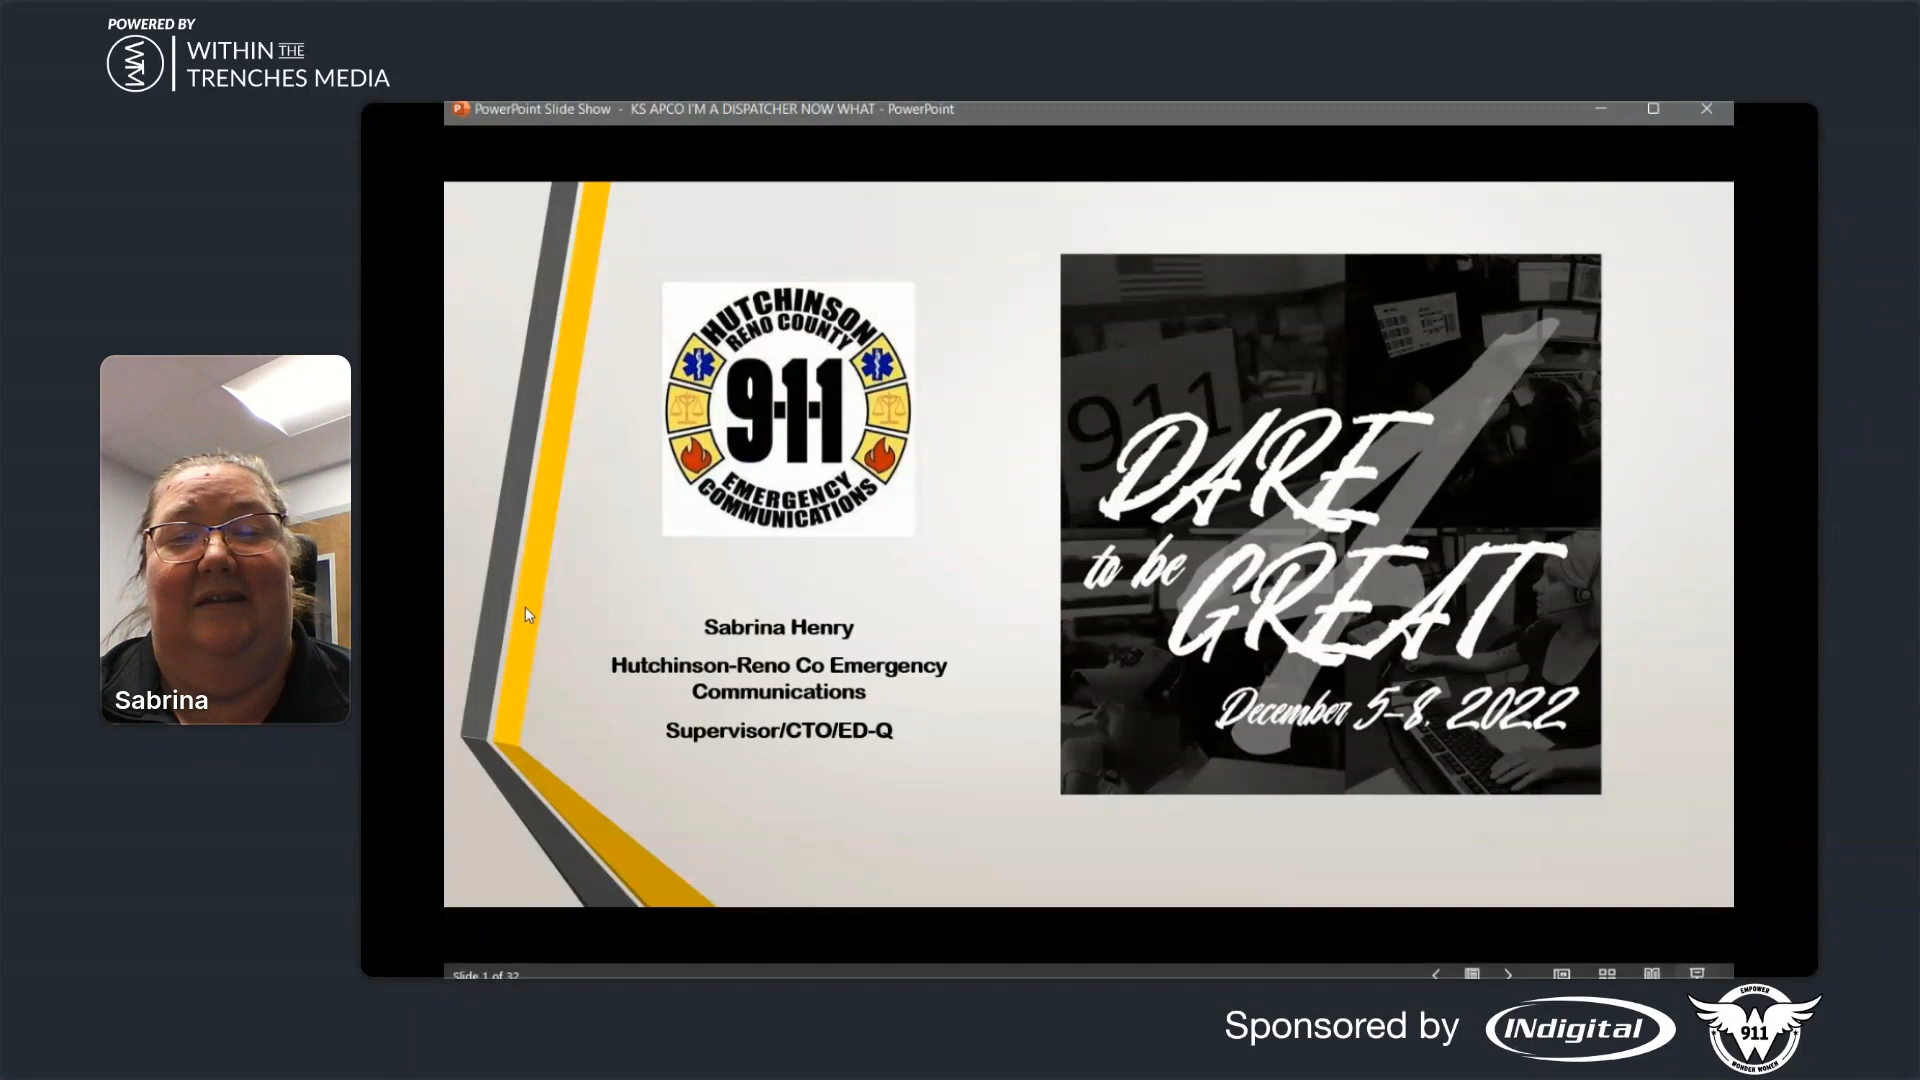 POWERED BY
WITHIN THE
TRENCHES MEDIA
PowerPoint Slide Show - KS APCO I'M A DISPATCHER NOW WHAT - PowerPoint
HUTCHINSON
RENO COUNTY
911
EMERGENCY
COMMUNICATIONS
Sabrina Henry
Hutchinson-Reno Co Emergency
Communications
Supervisor/CTO/ED-Q
911
DARE
to be
GREAT
4
December 5-8, 2022
Sabrina
Slide 1 of 32
Sponsored by
INdigital
EMPOWER
W
911
WONDER WOMEN